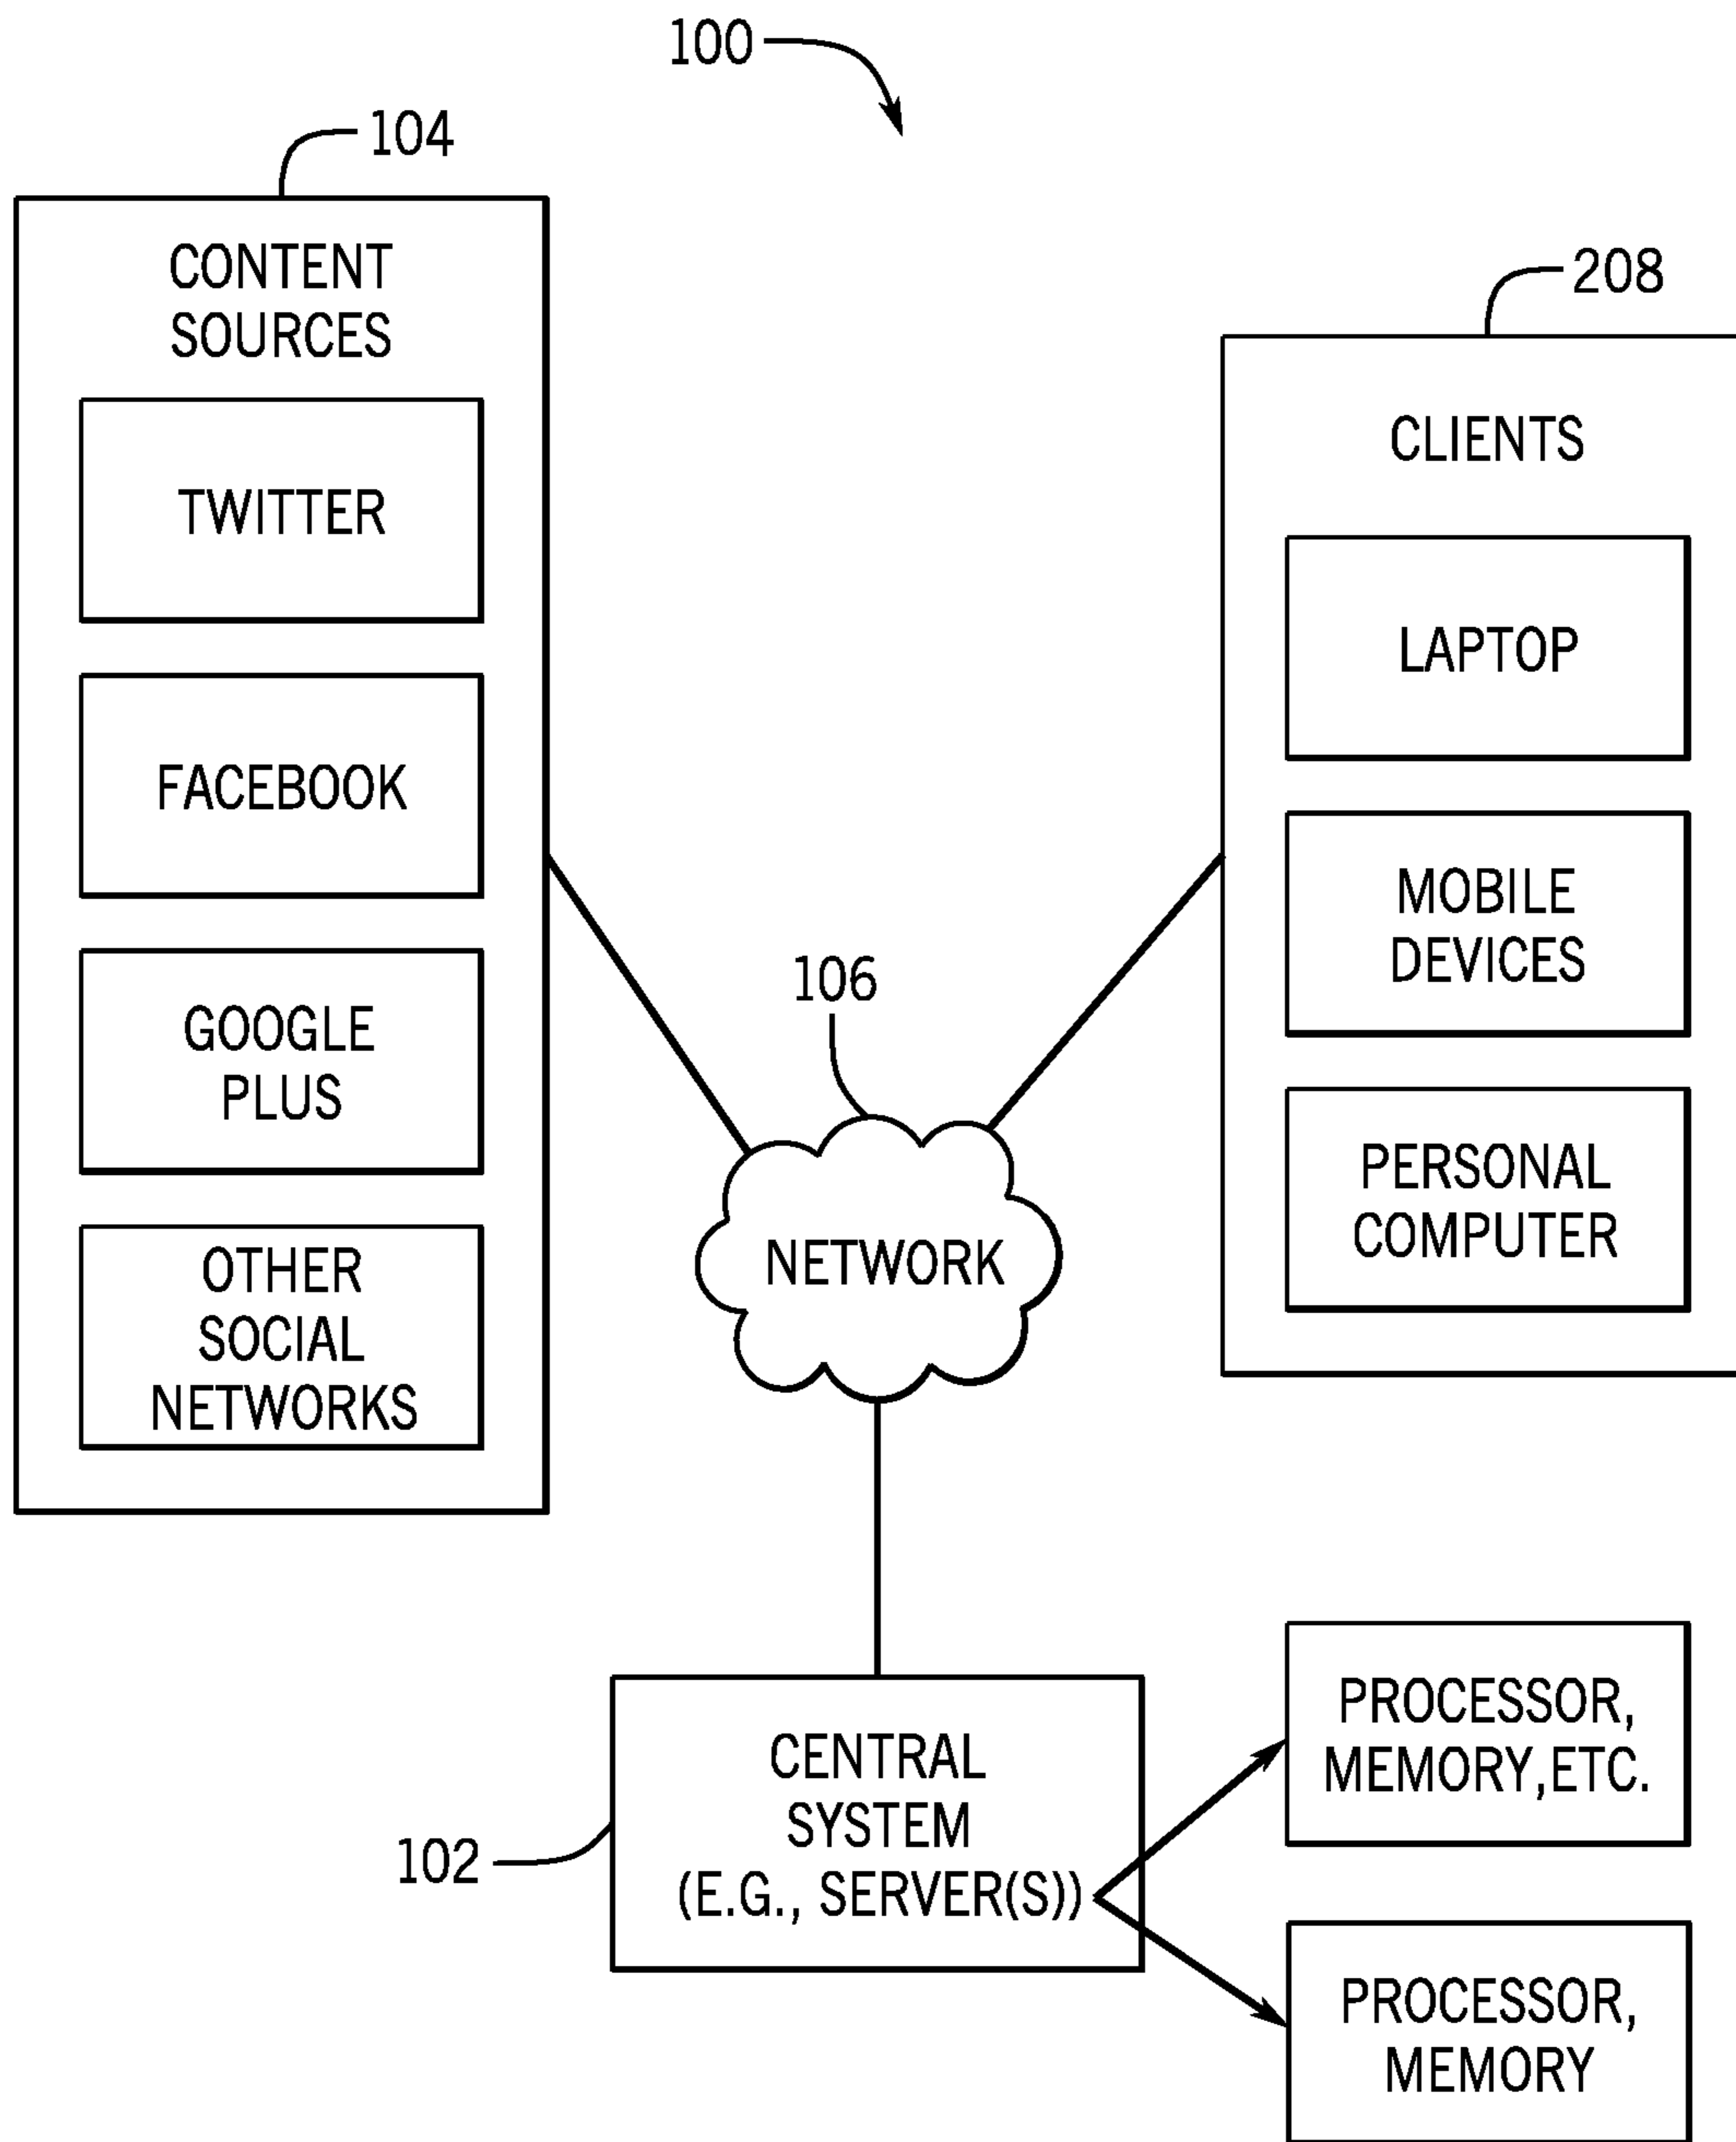 100
104
CONTENT
SOURCES
TWITTER
FACEBOOK
GOOGLE
PLUS
OTHER
SOCIAL
NETWORKS
208
CLIENTS
LAPTOP
MOBILE
DEVICES
PERSONAL
COMPUTER
106
NETWORK
102
CENTRAL
SYSTEM
(E.G., SERVER(S))
PROCESSOR,
MEMORY,ETC.
PROCESSOR,
MEMORY